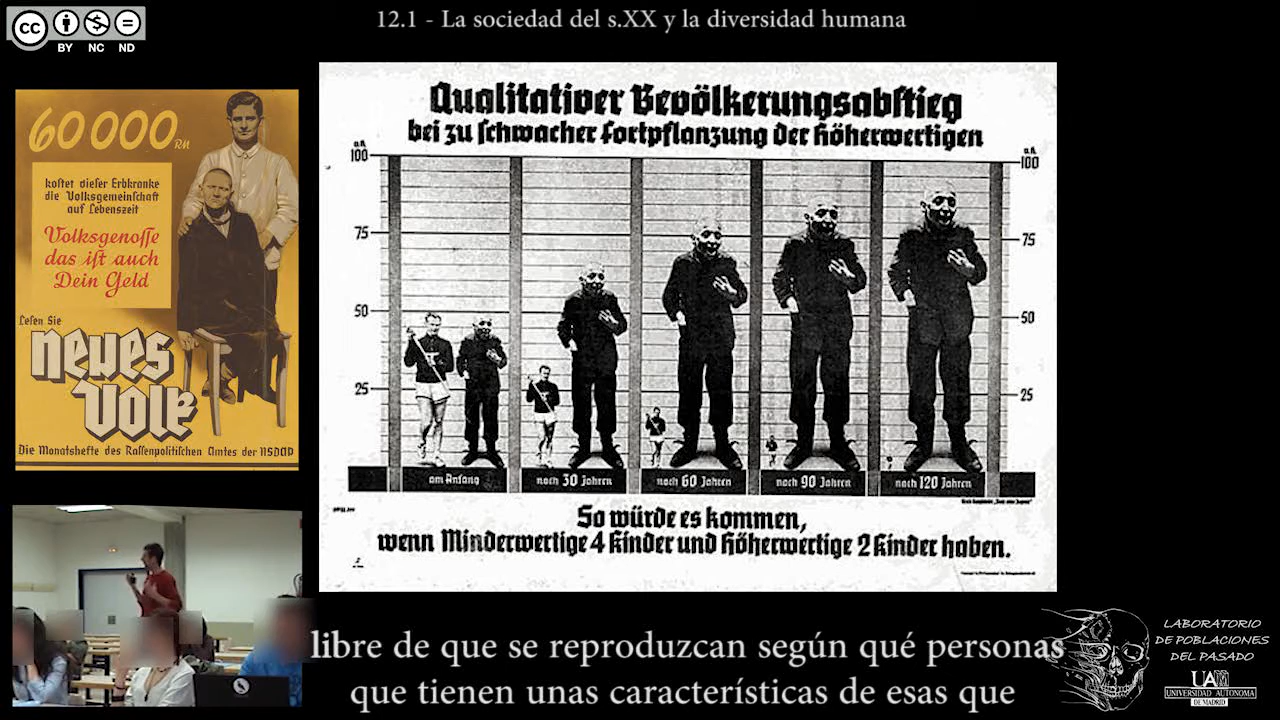 12.1 - La sociedad del s.XX y la diversidad humana
cc
BY NC ND
60000 RM
kostet dieser Erbkranke
die Volksgemeinschaft
auf Lebenszeit
Volksgenosse
das ist auch
Dein Geld
Lesen Sie
neues
Volk
Die Monatshefte des Rassenpolitischen Amtes der NSDAP
Qualitativer Bevölkerungsabstieg
bei zu schwacher Fortpflanzung der Höherwertigen
100
100
75
75
50
50
25
25
am Anfang
nach 30 Jahren
nach 60 Jahren
nach 90 Jahren
nach 120 Jahren
So würde es kommen,
wenn Minderwertige 4 Kinder und Höherwertige 2 Kinder haben.
libre de que se reproduzcan según qué personas
que tienen unas características de esas que
LABORATORIO
DE POBLACIONES
DEL PASADO
UAM
UNIVERSIDAD AUTONOMA
DE MADRID